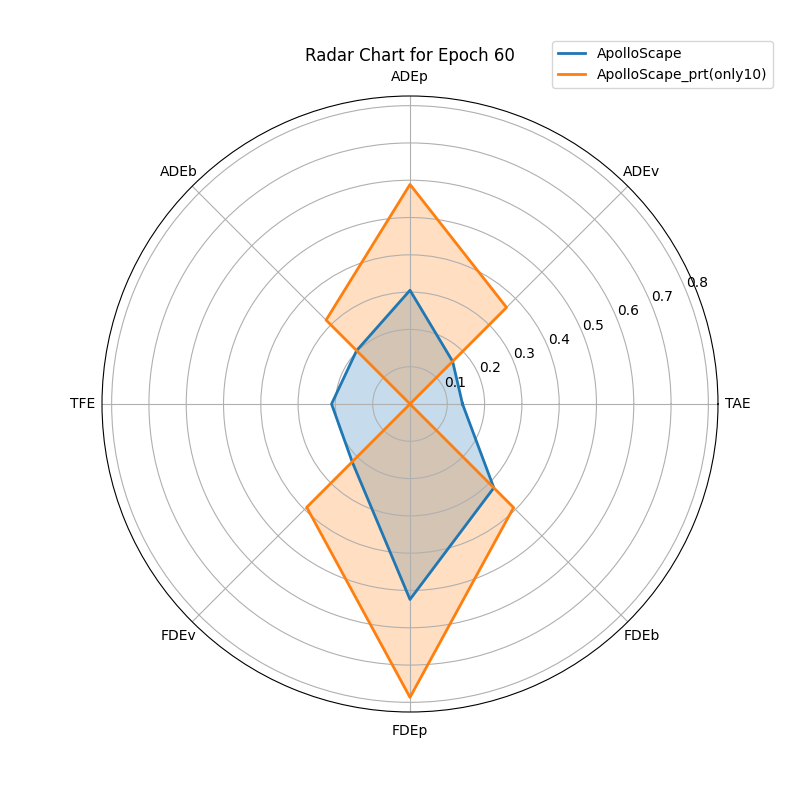 Radar Chart for Epoch 60
ApolloScape
ApolloScape_prt(only10)
ADEp
ADEb
ADEv
0.8
0.7
0.6
0.5
0.4
0.3
0.2
0.1
TFE
TAE
FDEv
FDEb
FDEp